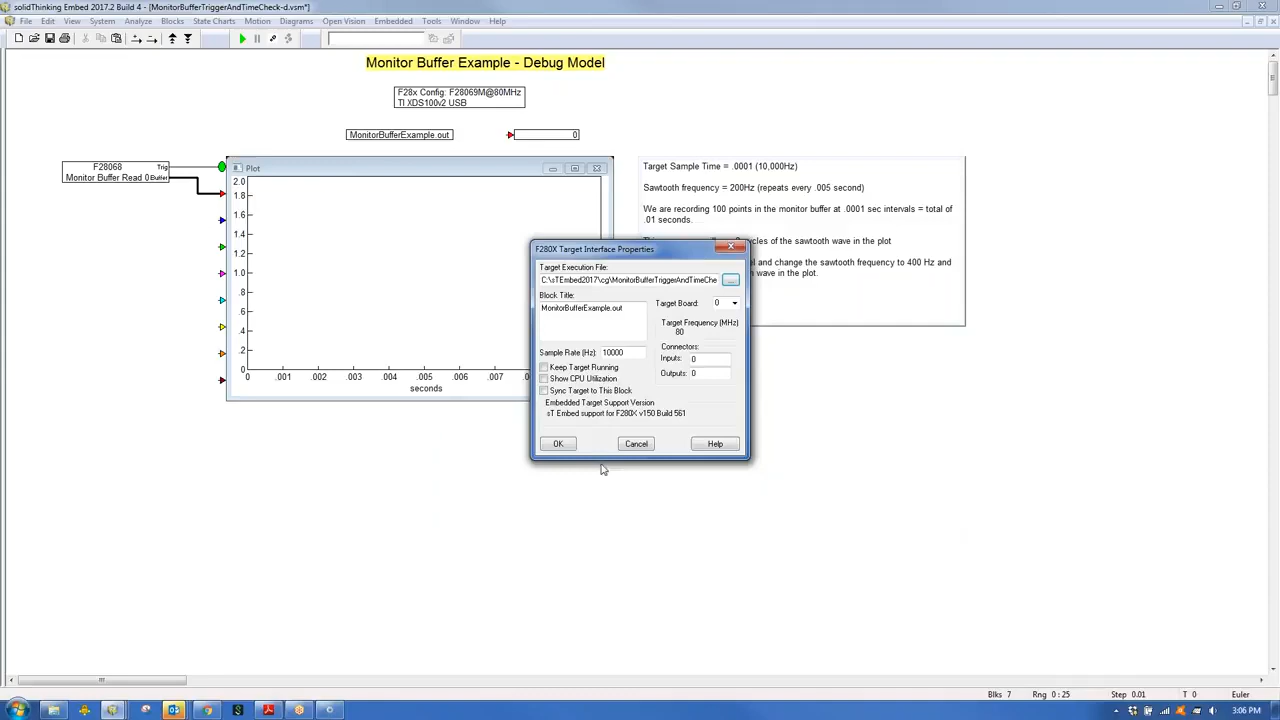 solidThinking Embed 2017.2 Build 4 - [MonitorBufferTriggerAndTimeCheck-d.vsm*]
File Edit View System Analyze Blocks State Charts Motion Diagrams Open Vision Embedded Tools Window Help
Monitor Buffer Example - Debug Model
F28x Config: F28069M@80MHz
TI XDS100v2 USB
MonitorBufferExample.out
0
F28068 Trig
Monitor Buffer Read 0 Buffer
Plot
2.0
1.8
1.6
1.4
1.2
1.0
.8
.6
.4
.2
0
0 .001 .002 .003 .004 .005 .006 .007
seconds
Target Sample Time = .0001 (10,000Hz)
Sawtooth frequency = 200Hz (repeats every .005 second)
We are recording 100 points in the monitor buffer at .0001 sec intervals = total of
.01 seconds.
cycles of the sawtooth wave in the plot
and change the sawtooth frequency to 400 Hz and
wave in the plot.
F280X Target Interface Properties
Target Execution File:
C:\sTEmbed2017\cg\MonitorBufferTriggerAndTimeChe
...
Block Title:
MonitorBufferExample.out
Target Board: 0
Target Frequency (MHz)
80
Connectors:
Sample Rate (Hz): 10000
Inputs: 0
Outputs: 0
Keep Target Running
Show CPU Utilization
Sync Target to This Block
Embedded Target Support Version
sT Embed support for F280X v150 Build 561
OK Cancel Help
Blks 7 Rng 0 : 25 Step 0.01 T 0 Euler
3:06 PM